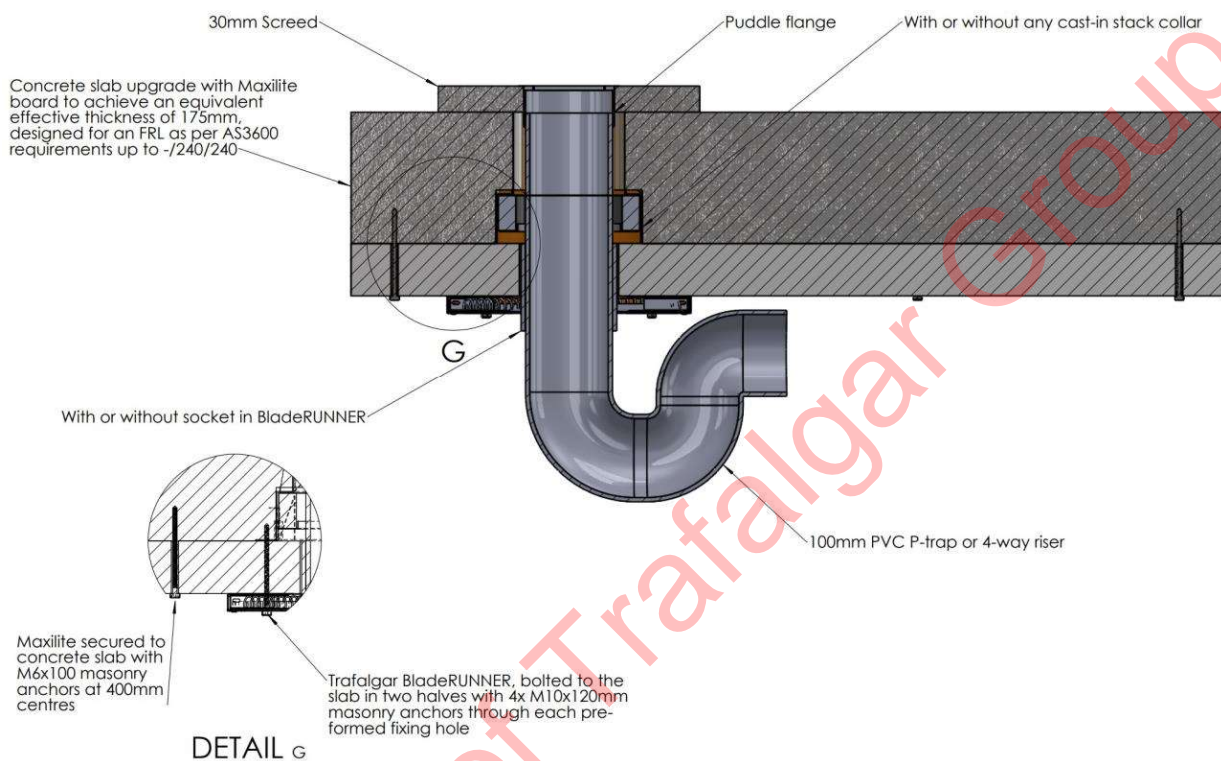 30mm Screed
Puddle flange
With or without any cast-in stack collar
Concrete slab upgrade with Maxilite
board to achieve an equivalent
effective thickness of 175mm,
designed for an FRL as per AS3600
requirements up to -/240/240
G
With or without socket in BladeRUNNER
100mm PVC P-trap or 4-way riser
Maxilite secured to
concrete slab with
M6x100 masonry
anchors at 400mm
centres
Trafalgar BladeRUNNER, bolted to the
slab in two halves with 4x M10x120mm
masonry anchors through each pre-
formed fixing hole
DETAIL G
of Trafalgar Group